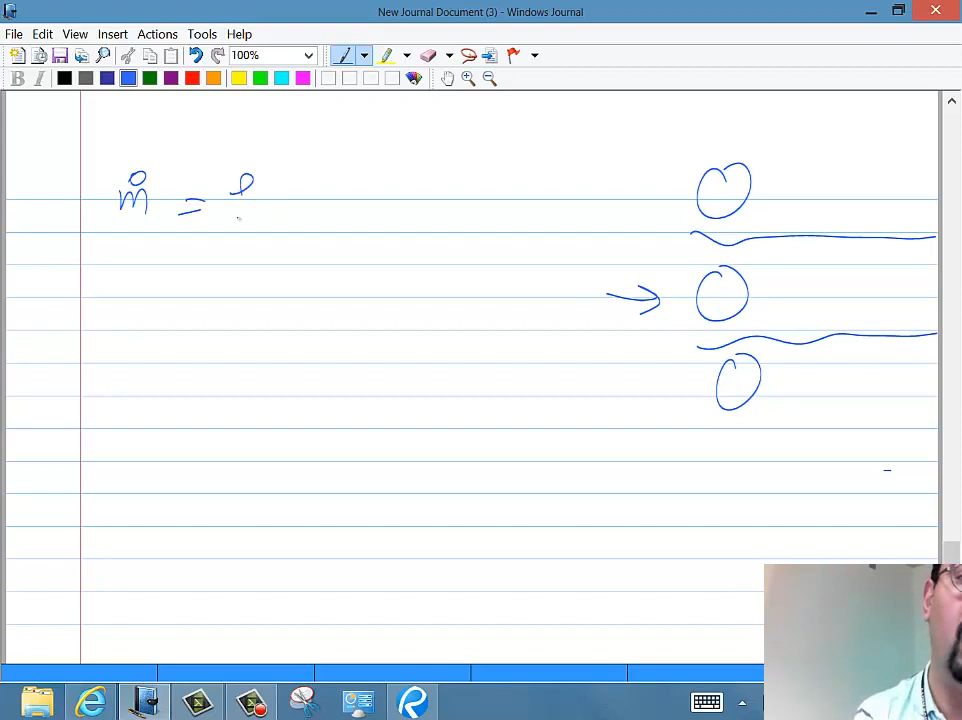 New Journal Document (3) - Windows Journal
File Edit View Insert Actions Tools Help
100%
B I
ṁ = ρ